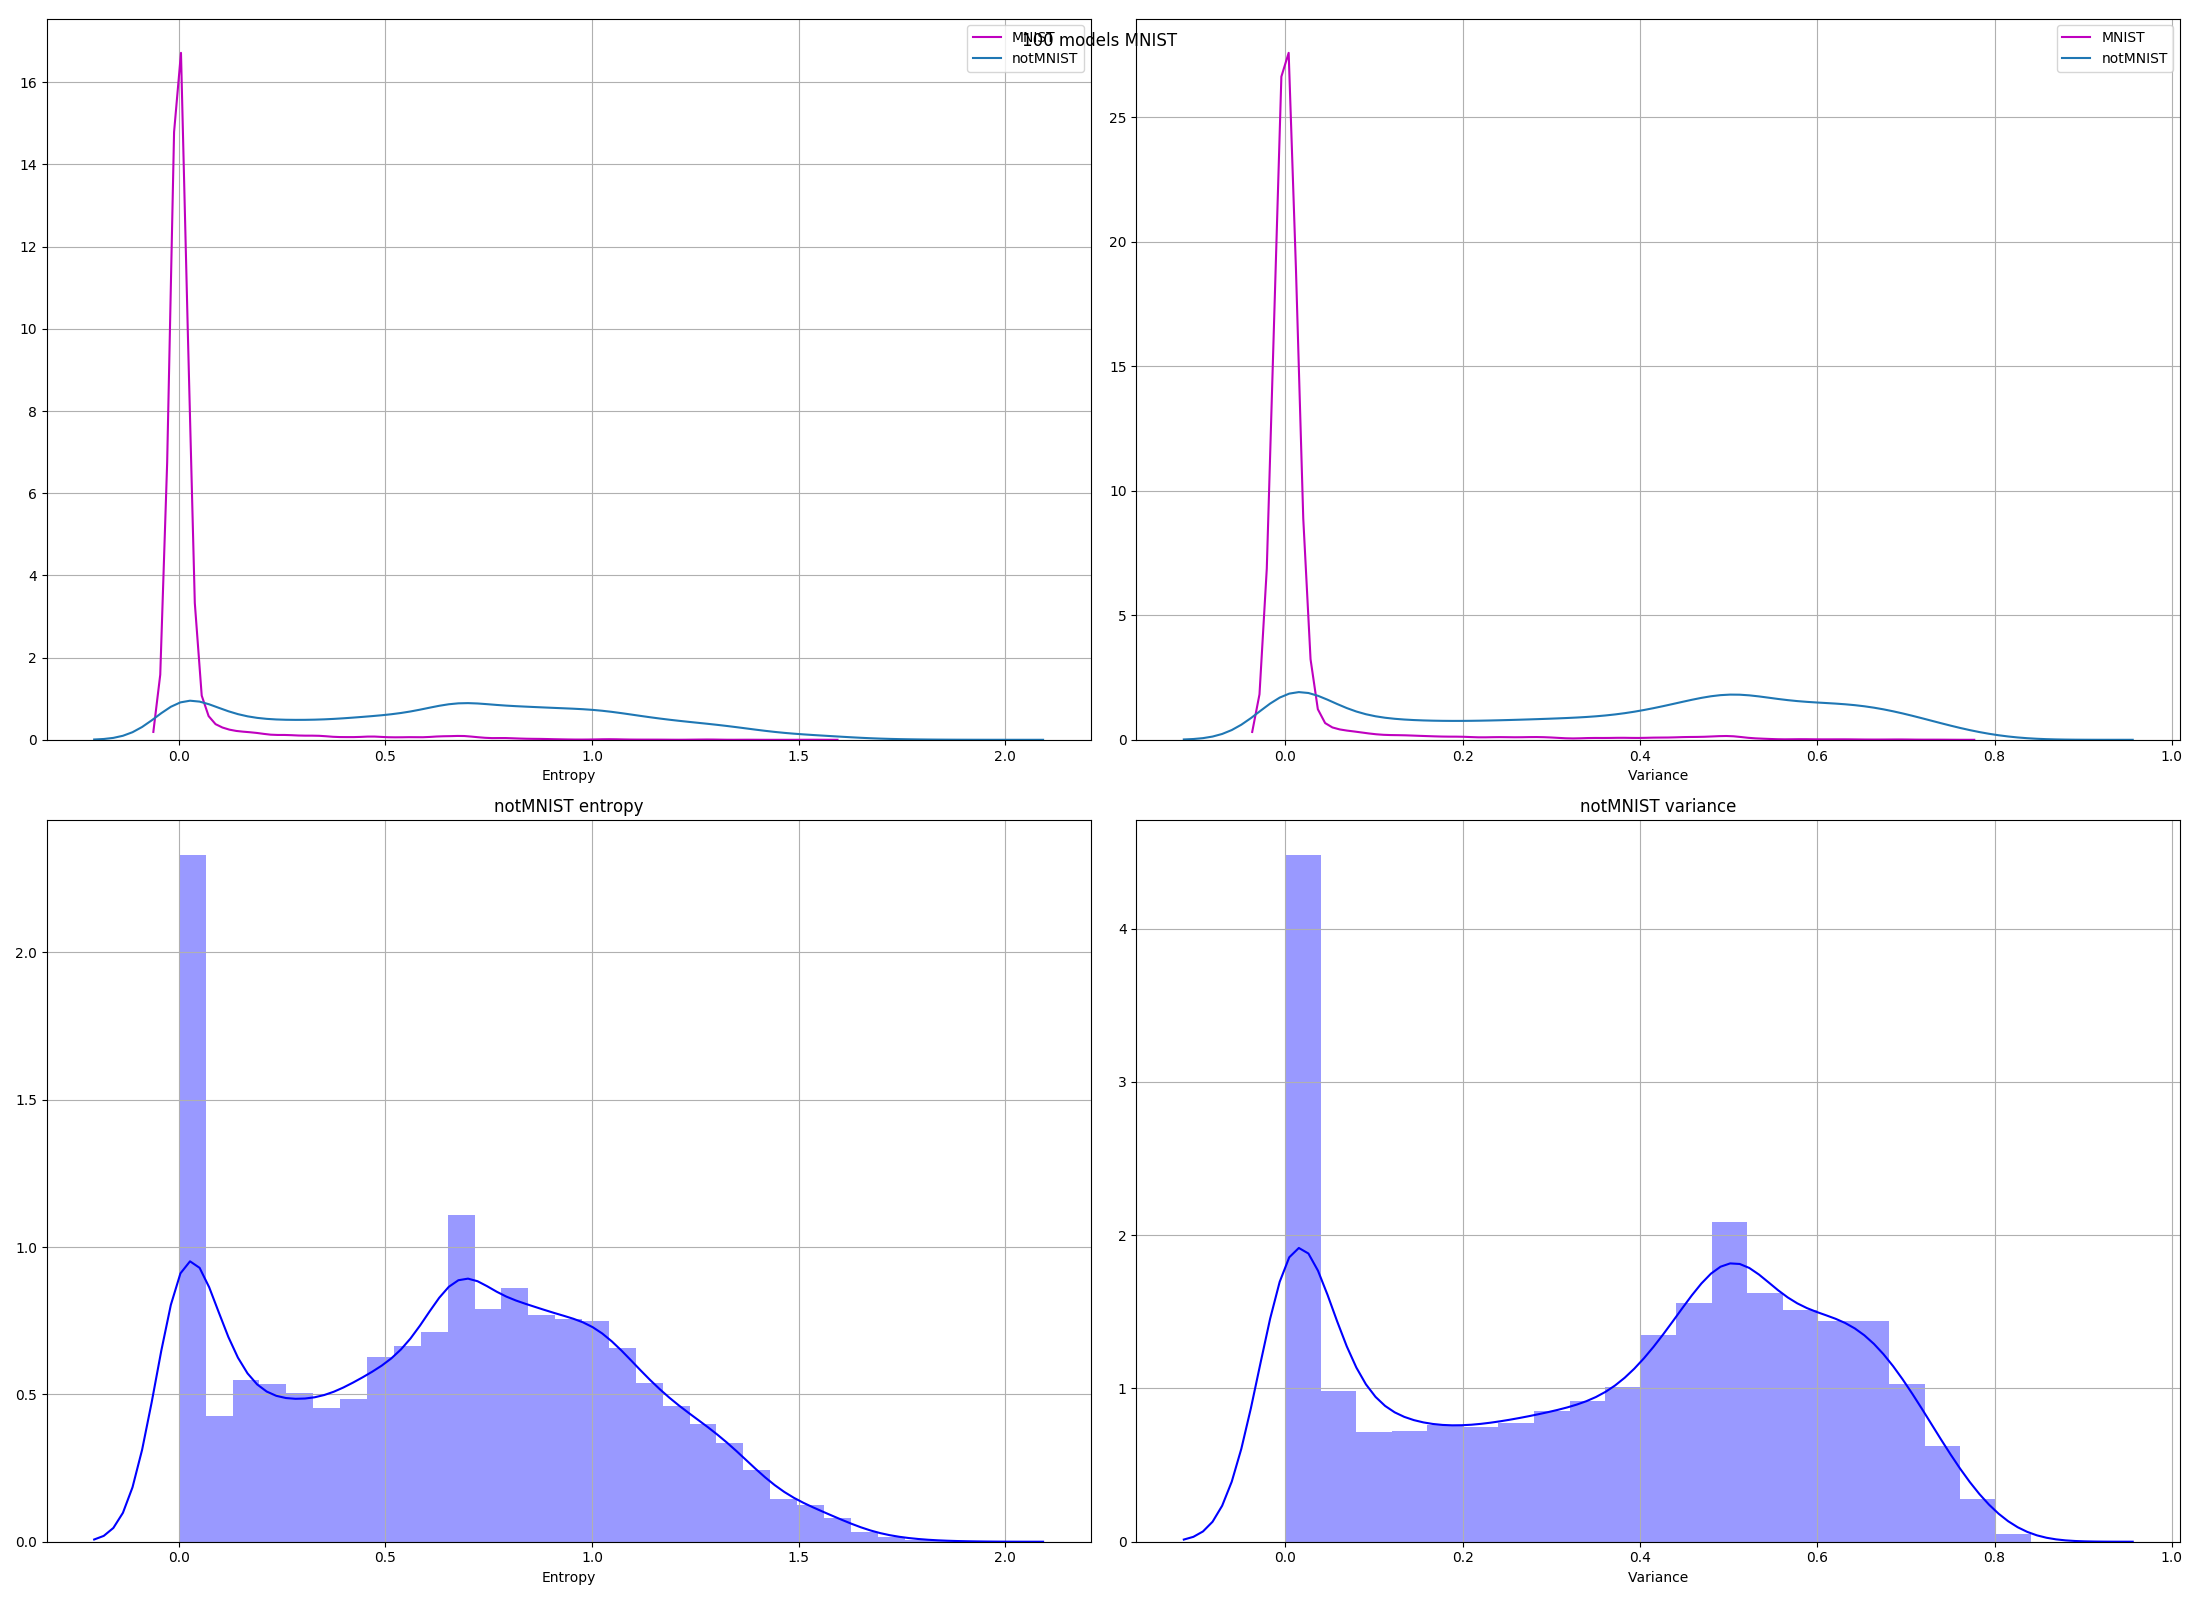 100 models MNIST
MNIST
notMNIST
16
14
12
10
8
6
4
2
0
0.0 0.5 1.0 1.5 2.0
Entropy
MNIST
notMNIST
25
20
15
10
5
0
0.0 0.2 0.4 0.6 0.8 1.0
Variance
notMNIST entropy
2.0
1.5
1.0
0.5
0.0
0.0 0.5 1.0 1.5 2.0
Entropy
notMNIST variance
4
3
2
1
0
0.0 0.2 0.4 0.6 0.8 1.0
Variance